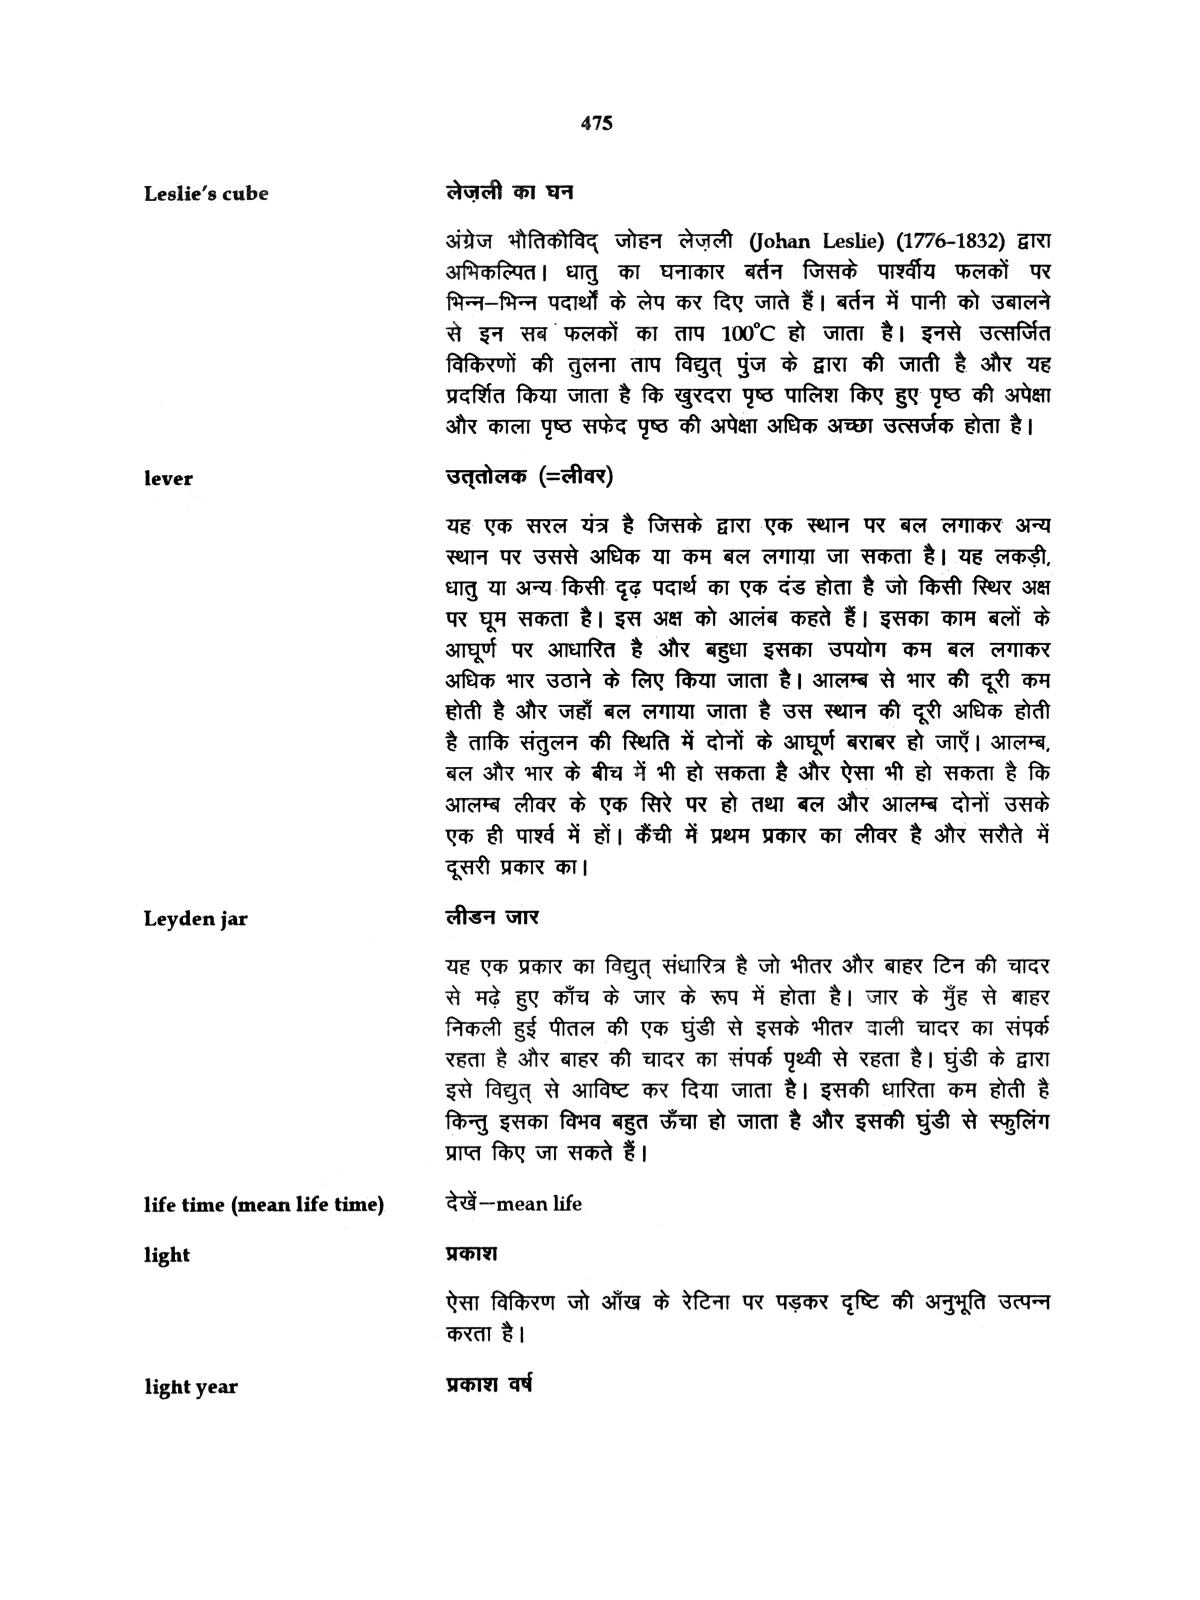 475
Leslie's cube लेज़ली का घन
अंग्रेज भौतिकीविद् जोहन लेज़ली (Johan Leslie) (1776-1832) द्वारा
अभिकल्पित। धातु का घनाकार बर्तन जिसके पार्श्वीय फलकों पर
भिन्न–भिन्न पदार्थों के लेप कर दिए जाते हैं। बर्तन में पानी को उबालने
से इन सब फलकों का ताप 100°C हो जाता है। इनसे उत्सर्जित
विकिरणों की तुलना ताप विद्युत् पुंज के द्वारा की जाती है और यह
प्रदर्शित किया जाता है कि खुरदरा पृष्ठ पालिश किए हुए पृष्ठ की अपेक्षा
और काला पृष्ठ सफेद पृष्ठ की अपेक्षा अधिक अच्छा उत्सर्जक होता है।
lever उत्तोलक (=लीवर)
यह एक सरल यंत्र है जिसके द्वारा एक स्थान पर बल लगाकर अन्य
स्थान पर उससे अधिक या कम बल लगाया जा सकता है। यह लकड़ी,
धातु या अन्य किसी दृढ़ पदार्थ का एक दंड होता है जो किसी स्थिर अक्ष
पर घूम सकता है। इस अक्ष को आलंब कहते हैं। इसका काम बलों के
आघूर्ण पर आधारित है और बहुधा इसका उपयोग कम बल लगाकर
अधिक भार उठाने के लिए किया जाता है। आलम्ब से भार की दूरी कम
होती है और जहाँ बल लगाया जाता है उस स्थान की दूरी अधिक होती
है ताकि संतुलन की स्थिति में दोनों के आघूर्ण बराबर हो जाएँ। आलम्ब,
बल और भार के बीच में भी हो सकता है और ऐसा भी हो सकता है कि
आलम्ब लीवर के एक सिरे पर हो तथा बल और आलम्ब दोनों उसके
एक ही पार्श्व में हों। कैंची में प्रथम प्रकार का लीवर है और सरौते में
दूसरी प्रकार का।
Leyden jar लीडन जार
यह एक प्रकार का विद्युत् संधारित्र है जो भीतर और बाहर टिन की चादर
से मढ़े हुए काँच के जार के रूप में होता है। जार के मुँह से बाहर
निकली हुई पीतल की एक घुंडी से इसके भीतर वाली चादर का संपर्क
रहता है और बाहर की चादर का संपर्क पृथ्वी से रहता है। घुंडी के द्वारा
इसे विद्युत् से आविष्ट कर दिया जाता है। इसकी धारिता कम होती है
किन्तु इसका विभव बहुत ऊँचा हो जाता है और इसकी घुंडी से स्फुलिंग
प्राप्त किए जा सकते हैं।
life time (mean life time) देखें—mean life
light प्रकाश
ऐसा विकिरण जो आँख के रेटिना पर पड़कर दृष्टि की अनुभूति उत्पन्न
करता है।
light year प्रकाश वर्ष